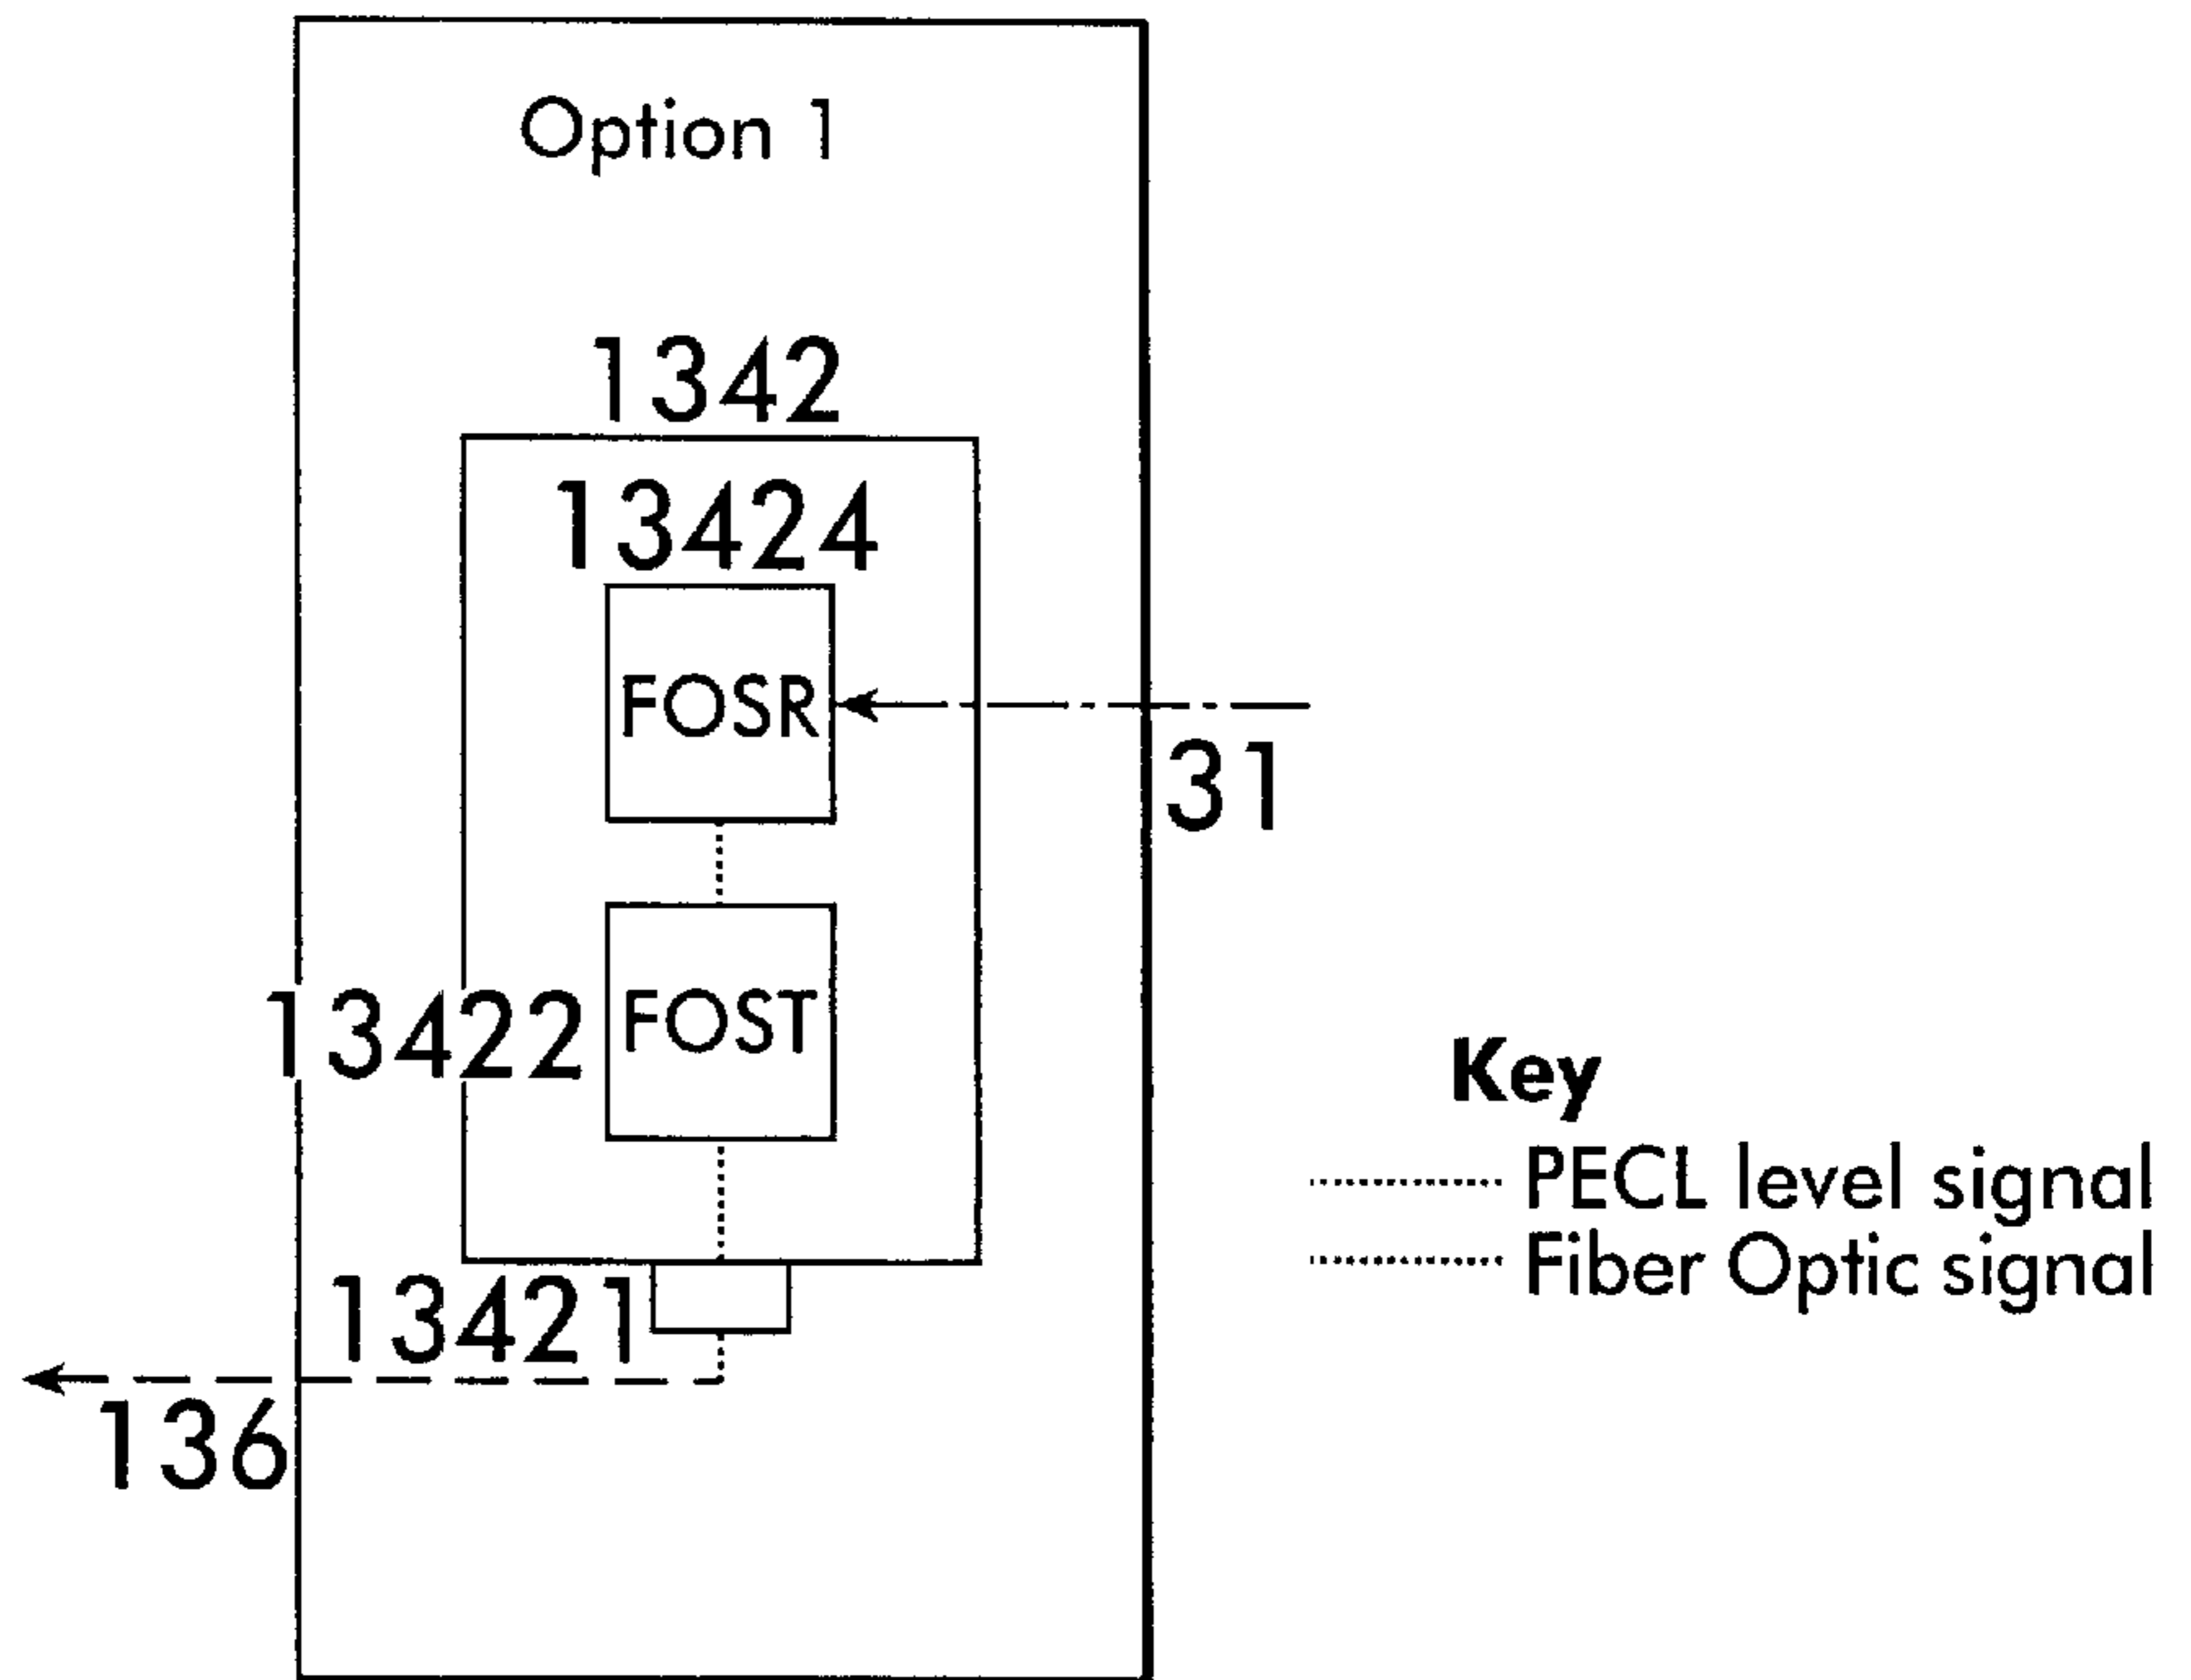 Option 1
1342
13424
FOSR
31
13422
FOST
13421
136
Key
PECL level signal
Fiber Optic signal